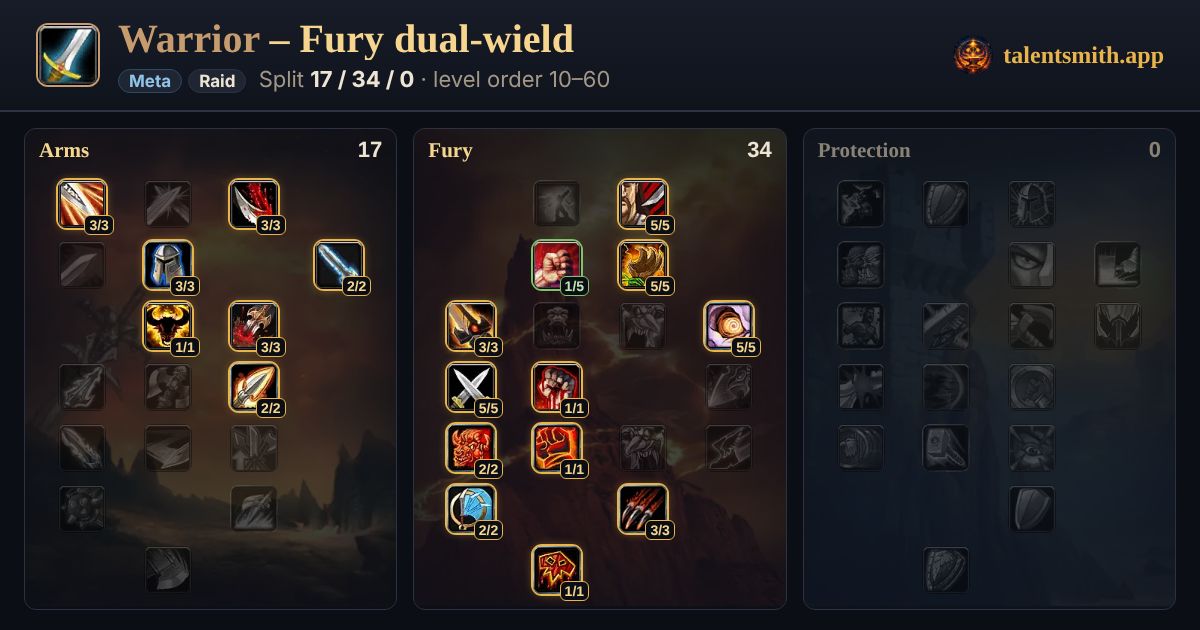 Warrior – Fury dual-wield
Meta Raid Split 17 / 34 / 0 · level order 10–60
talentsmith.app
Arms 17
3/3 3/3
3/3 2/2
1/1 3/3
2/2
Fury 34
5/5
1/5 5/5
3/3 5/5
5/5 1/1
2/2 1/1
2/2 3/3
1/1
Protection 0